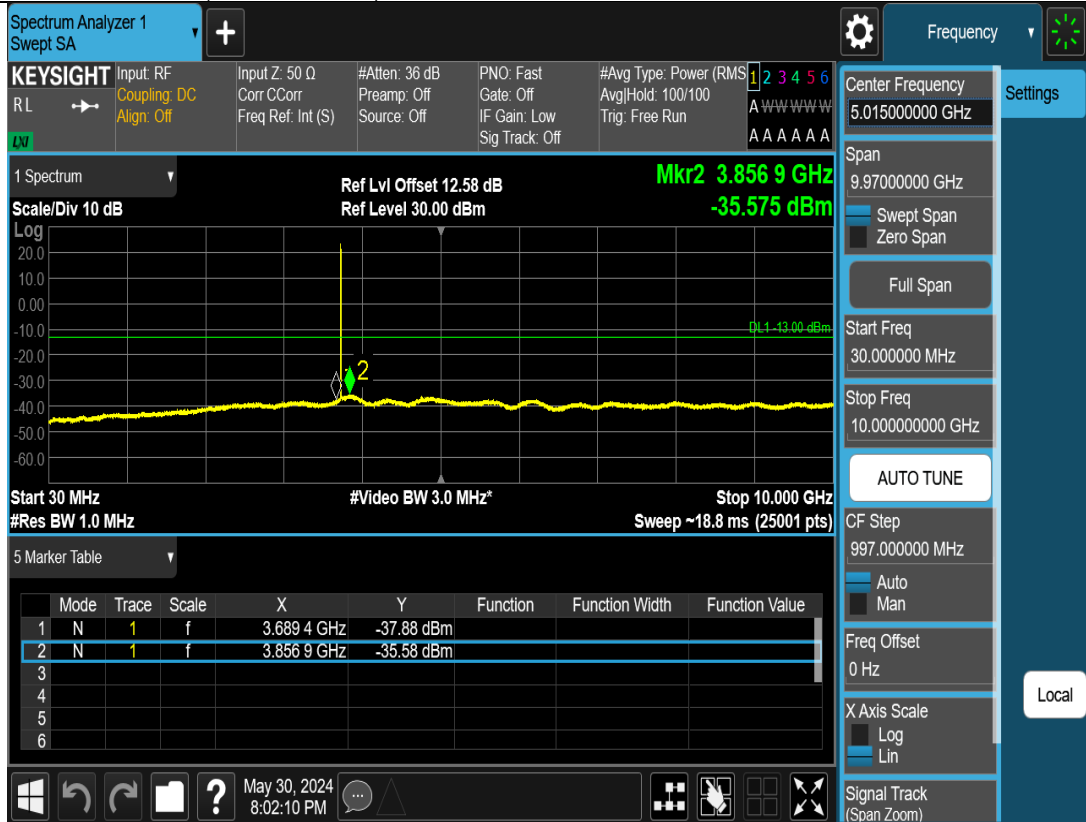 Spectrum Analyzer 1
Swept SA
+
Frequency
KEYSIGHT
RL
LXI
Input: RF
Coupling: DC
Align: Off
Input Z: 50 Ω
Corr CCorr
Freq Ref: Int (S)
#Atten: 36 dB
Preamp: Off
Source: Off
PNO: Fast
Gate: Off
IF Gain: Low
Sig Track: Off
#Avg Type: Power (RMS
Avg|Hold: 100/100
Trig: Free Run
1 2 3 4 5 6
A W W W W W
A A A A A A
1 Spectrum
Scale/Div 10 dB
Ref Lvl Offset 12.58 dB
Ref Level 30.00 dBm
Mkr2 3.856 9 GHz
-35.575 dBm
Log
20.0
10.0
0.00
-10.0
-20.0
-30.0
-40.0
-50.0
-60.0
DL1 -13.00 dBm
2
Start 30 MHz
#Video BW 3.0 MHz*
Stop 10.000 GHz
#Res BW 1.0 MHz
Sweep ~18.8 ms (25001 pts)
5 Marker Table
Mode Trace Scale X Y Function Function Width Function Value
1 N 1 f 3.689 4 GHz -37.88 dBm
2 N 1 f 3.856 9 GHz -35.58 dBm
3
4
5
6
?
May 30, 2024
8:02:10 PM
Center Frequency
5.015000000 GHz
Settings
Span
9.97000000 GHz
Swept Span
Zero Span
Full Span
Start Freq
30.000000 MHz
Stop Freq
10.000000000 GHz
AUTO TUNE
CF Step
997.000000 MHz
Auto
Man
Freq Offset
0 Hz
Local
X Axis Scale
Log
Lin
Signal Track
(Span Zoom)